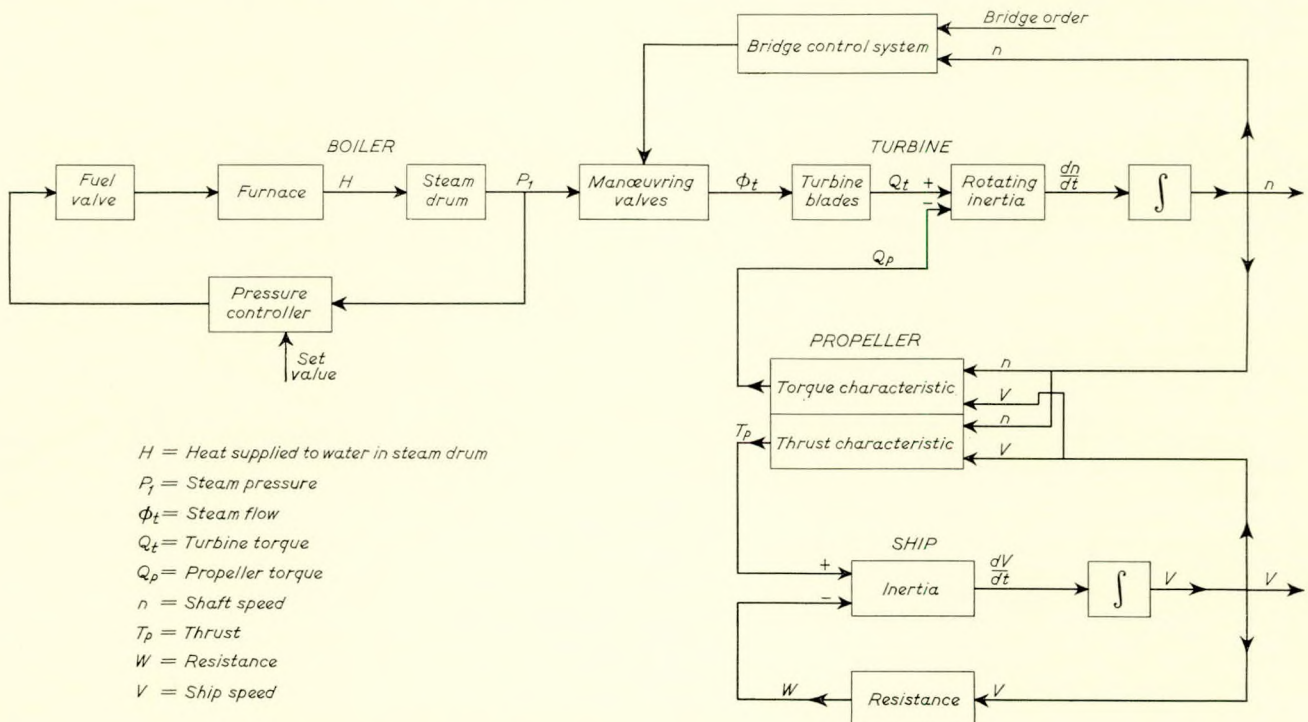 Bridge order
Bridge control system
n
BOILER
TURBINE
Fuel
valve
Furnace
H
Steam
drum
P₁
Manœuvring
valves
Φt
Turbine
blades
Qt
+
−
Rotating
inertia
dn
dt
∫
n
Qp
Pressure
controller
Set
value
PROPELLER
Torque characteristic
n
V
Thrust characteristic
n
V
Tp
SHIP
+
−
Inertia
dV
dt
∫
V
V
W
Resistance
V
H = Heat supplied to water in steam drum
P₁ = Steam pressure
Φt = Steam flow
Qt = Turbine torque
Qp = Propeller torque
n = Shaft speed
Tp = Thrust
W = Resistance
V = Ship speed